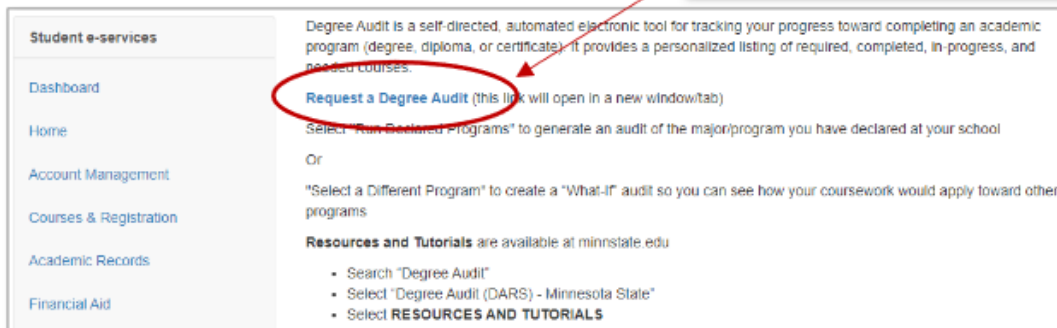 Student e-services
Dashboard
Home
Account Management
Courses & Registration
Academic Records
Financial Aid
Degree Audit is a self-directed, automated electronic tool for tracking your progress toward completing an academic
program (degree, diploma, or certificate). It provides a personalized listing of required, completed, in-progress, and
needed courses.
Request a Degree Audit (this link will open in a new window/tab)
Select "Run Declared Programs" to generate an audit of the major/program you have declared at your school
Or
"Select a Different Program" to create a "What-If" audit so you can see how your coursework would apply toward other
programs
Resources and Tutorials are available at minnstate.edu
• Search "Degree Audit"
• Select "Degree Audit (DARS) - Minnesota State"
• Select RESOURCES AND TUTORIALS